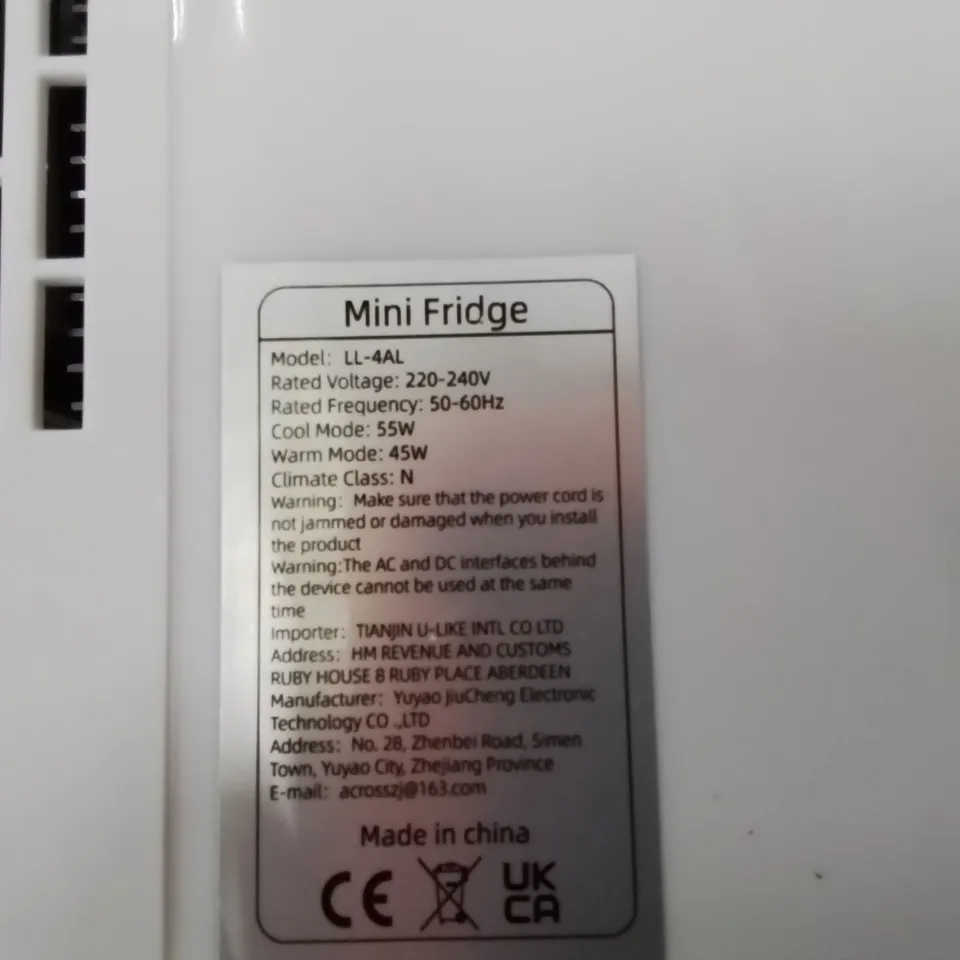 Mini Fridge
Model: LL-4AL
Rated Voltage: 220-240V
Rated Frequency: 50-60Hz
Cool Mode: 55W
Warm Mode: 45W
Climate Class: N
Warning: Make sure that the power cord is
not jammed or damaged when you install
the product
Warning:The AC and DC interfaces behind
the device cannot be used at the same
time
Importer: TIANJIN U-LIKE INTL CO LTD
Address: HM REVENUE AND CUSTOMS
RUBY HOUSE 8 RUBY PLACE ABERDEEN
Manufacturer: Yuyao JiuCheng Electronic
Technology CO .,LTD
Address: No. 28, Zhenbei Road, Simen
Town, Yuyao City, Zhejiang Province
E-mail: acrosszj@163.com
Made in china
CE
UK
CA